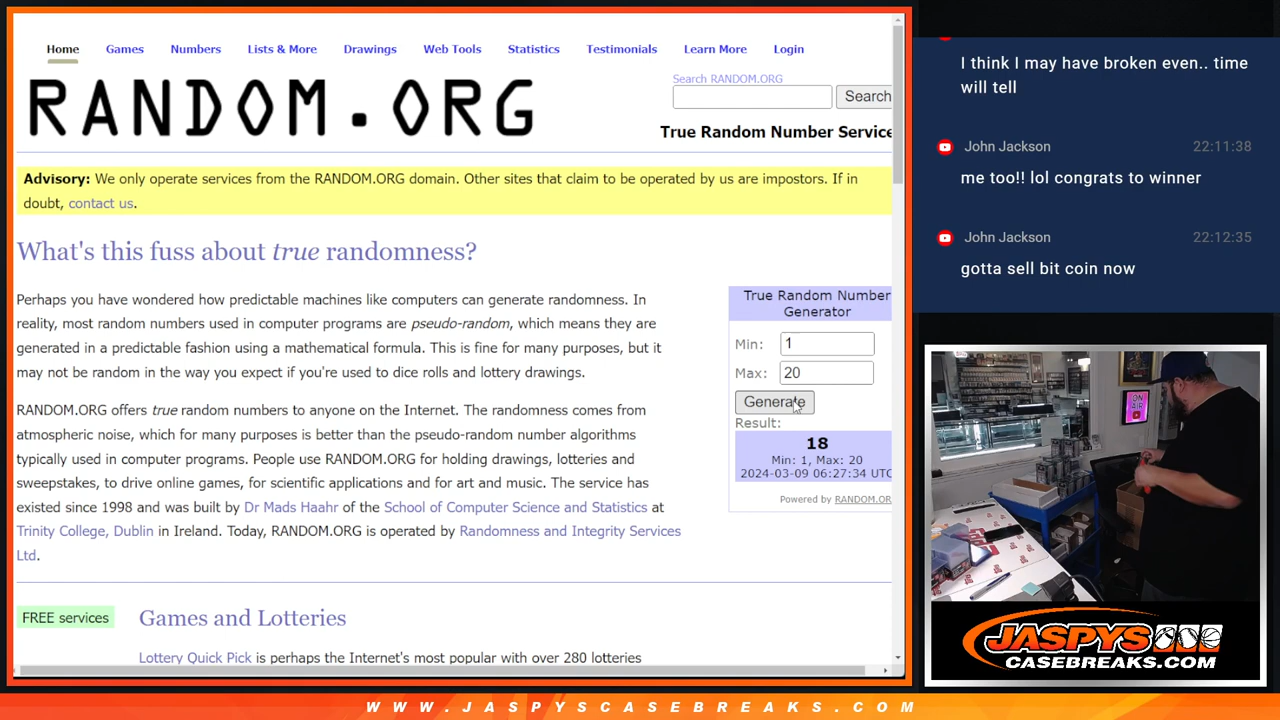 Home Games Numbers Lists & More Drawings Web Tools Statistics Testimonials Learn More Login
RANDOM.ORG
Search RANDOM.ORG
Search
True Random Number Service
Advisory: We only operate services from the RANDOM.ORG domain. Other sites that claim to be operated by us are impostors. If in
doubt, contact us.
What's this fuss about true randomness?
Perhaps you have wondered how predictable machines like computers can generate randomness. In
reality, most random numbers used in computer programs are pseudo-random, which means they are
generated in a predictable fashion using a mathematical formula. This is fine for many purposes, but it
may not be random in the way you expect if you're used to dice rolls and lottery drawings.
RANDOM.ORG offers true random numbers to anyone on the Internet. The randomness comes from
atmospheric noise, which for many purposes is better than the pseudo-random number algorithms
typically used in computer programs. People use RANDOM.ORG for holding drawings, lotteries and
sweepstakes, to drive online games, for scientific applications and for art and music. The service has
existed since 1998 and was built by Dr Mads Haahr of the School of Computer Science and Statistics at
Trinity College, Dublin in Ireland. Today, RANDOM.ORG is operated by Randomness and Integrity Services
Ltd.
True Random Number
Generator
Min: 1
Max: 20
Generate
Result:
18
Min: 1, Max: 20
2024-03-09 06:27:34 UTC
Powered by RANDOM.OR
FREE services
Games and Lotteries
Lottery Quick Pick is perhaps the Internet's most popular with over 280 lotteries
I think I may have broken even.. time
will tell
John Jackson 22:11:38
me too!! lol congrats to winner
John Jackson 22:12:35
gotta sell bit coin now
ON
AIR
JASPYS
CASEBREAKS.COM
WWW.JASPYSCASEBREAKS.COM